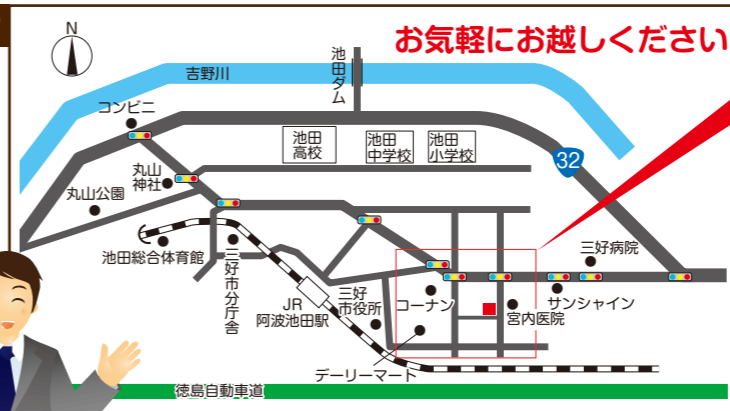 N
お気軽にお越しください
吉野川
池田ダム
コンビニ
池田
高校
池田
中学校
池田
小学校
32
丸山
神社
丸山公園
池田総合体育館
三好市分庁舎
JR
阿波池田駅
三好
市役所
コーナン
三好病院
サンシャイン
宮内医院
デーリーマート
徳島自動車道